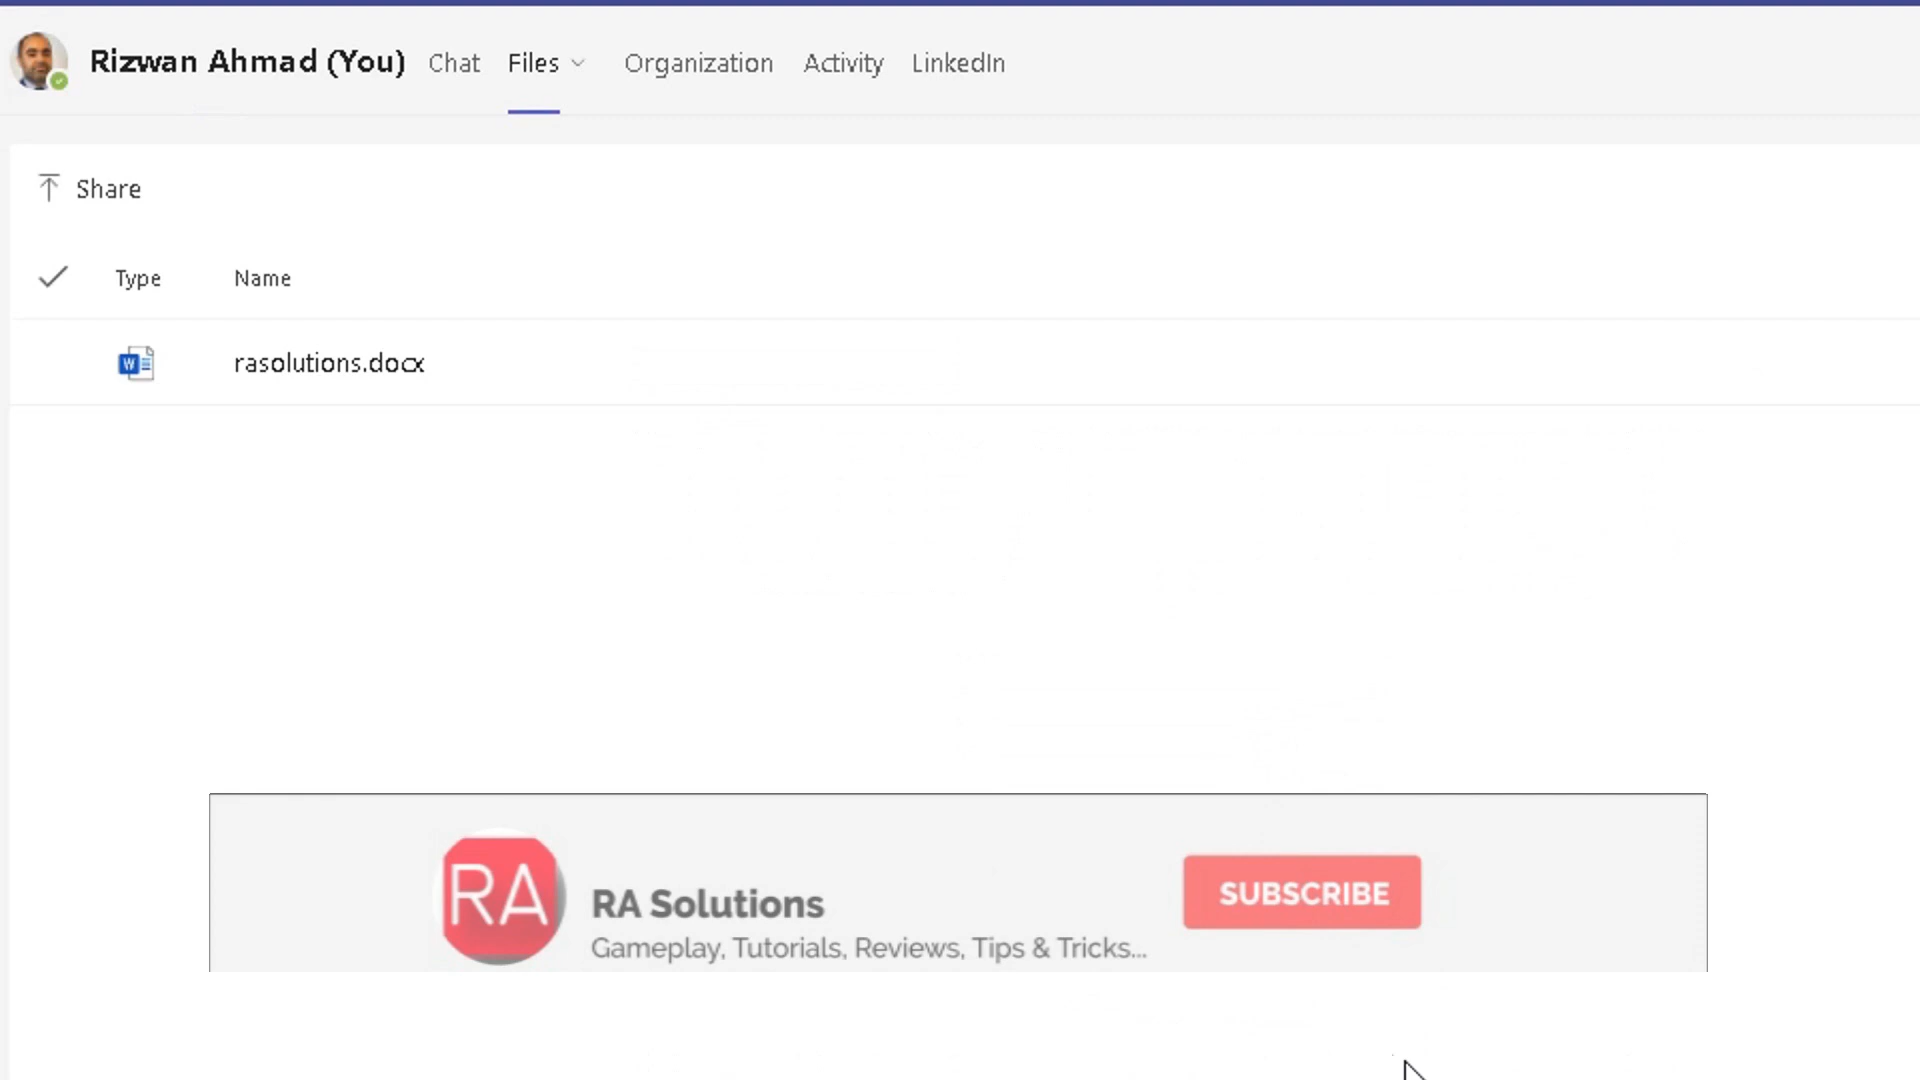 Rizwan Ahmad (You) Chat Files Organization Activity LinkedIn
Share
Type Name
W rasolutions.docx
RA
RA Solutions
Gameplay, Tutorials, Reviews, Tips & Tricks...
SUBSCRIBE